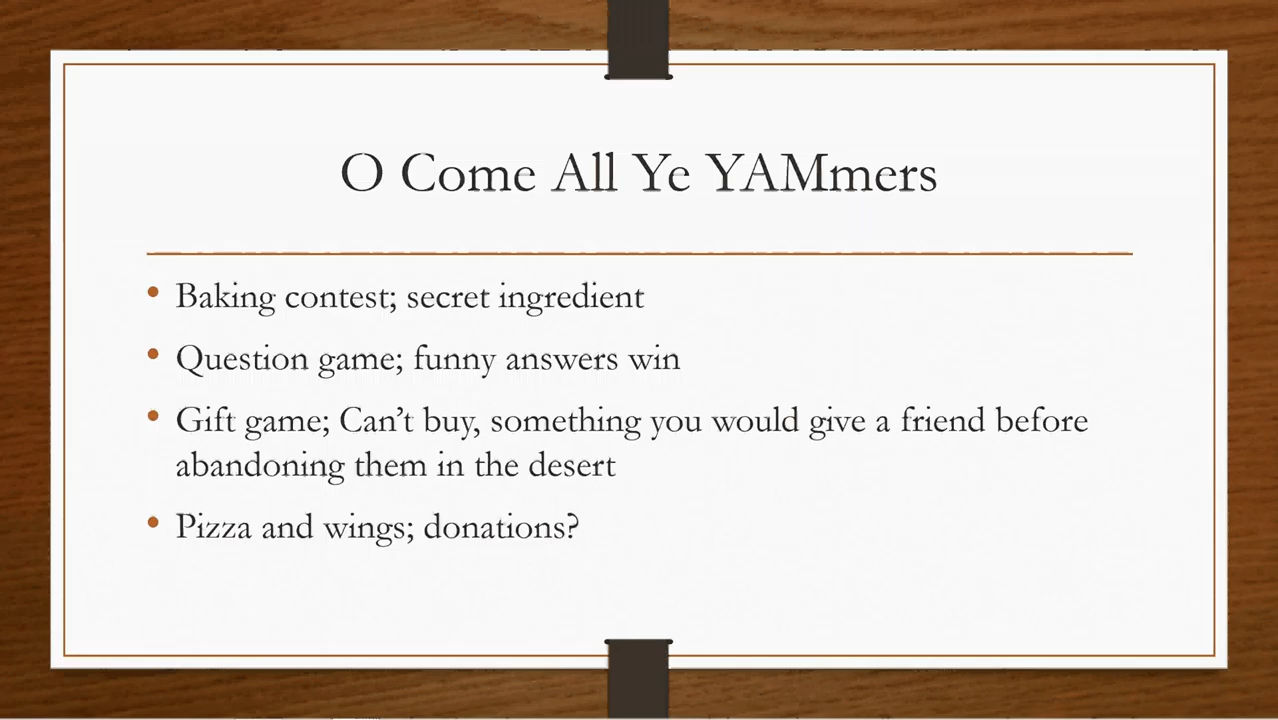 O Come All Ye YAMmers
• Baking contest; secret ingredient
• Question game; funny answers win
• Gift game; Can’t buy, something you would give a friend before
abandoning them in the desert
• Pizza and wings; donations?